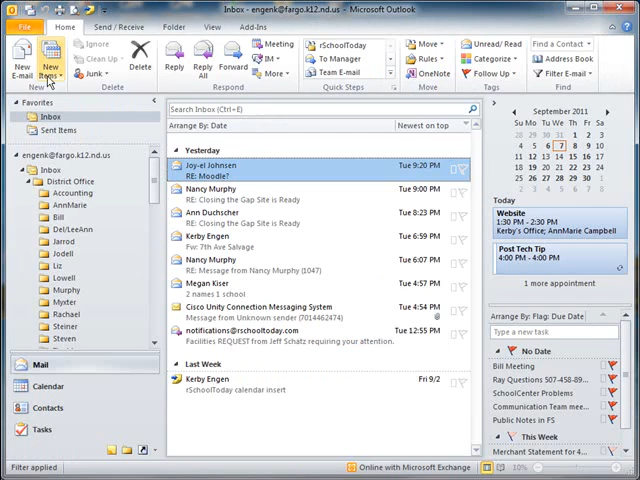 Inbox - engenk@fargo.k12.nd.us - Microsoft Outlook
File Home Send / Receive Folder View Add-Ins
New E-mail
New Items
New
Ignore
Clean Up
Junk
Delete
Delete
Reply
Reply All
Forward
Meeting
IM
More
Respond
rSchoolToday
To Manager
Team E-mail
Quick Steps
Move
Rules
OneNote
Move
Unread/ Read
Categorize
Follow Up
Tags
Find a Contact
Address Book
Filter E-mail
Find
Favorites
Inbox
Sent Items
engenk@fargo.k12.nd.us
Inbox
District Office
Accounting
AnnMarie
Bill
Del/LeeAnn
Jarrod
Jodell
Liz
Lowell
Murphy
Myxter
Rachael
Steiner
Steven
Mail
Calendar
Contacts
Tasks
Search Inbox (Ctrl+E)
Arrange By: Date Newest on top
Yesterday
Joy-el Johnsen Tue 9:20 PM
RE: Moodle?
Nancy Murphy Tue 9:00 PM
RE: Closing the Gap Site is Ready
Ann Duchscher Tue 8:23 PM
RE: Closing the Gap Site is Ready
Kerby Engen Tue 6:59 PM
Fw: 7th Ave Salvage
Nancy Murphy Tue 5:10 PM
RE: Message from Nancy Murphy (1047)
Megan Kiser Tue 4:57 PM
2 names 1 school
Cisco Unity Connection Messaging System Tue 4:54 PM
Message from Unknown sender (7014462474)
notifications@rschooltoday.com Tue 12:55 PM
Facilities REQUEST from Jeff Schatz requiring your attention.
Last Week
Kerby Engen Fri 9/2
rSchoolToday calendar insert
September 2011
Su Mo Tu We Th Fr Sa
28 29 30 31 1 2 3
4 5 6 7 8 9 10
11 12 13 14 15 16 17
18 19 20 21 22 23 24
25 26 27 28 29 30 1
Today
Website
1:30 PM - 2:30 PM
Kerby's Office; AnnMarie Campbell
Post Tech Tip
4:00 PM - 4:00 PM
1 more appointment
Arrange By: Flag: Due Date
Type a new task
No Date
Bill Meeting
Ray Questions 507-458-89...
SchoolCenter Problems
Communication Team mee...
Public Notes in FS
This Week
Merchant Statement for 4...
Filter applied
Online with Microsoft Exchange
10%